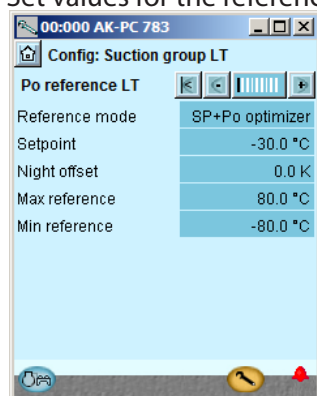 Set values for the referenc
00:000 AK-PC 783
Config: Suction group LT
Po reference LT
Reference mode SP+Po optimizer
Setpoint -30.0 °C
Night offset 0.0 K
Max reference 80.0 °C
Min reference -80.0 °C